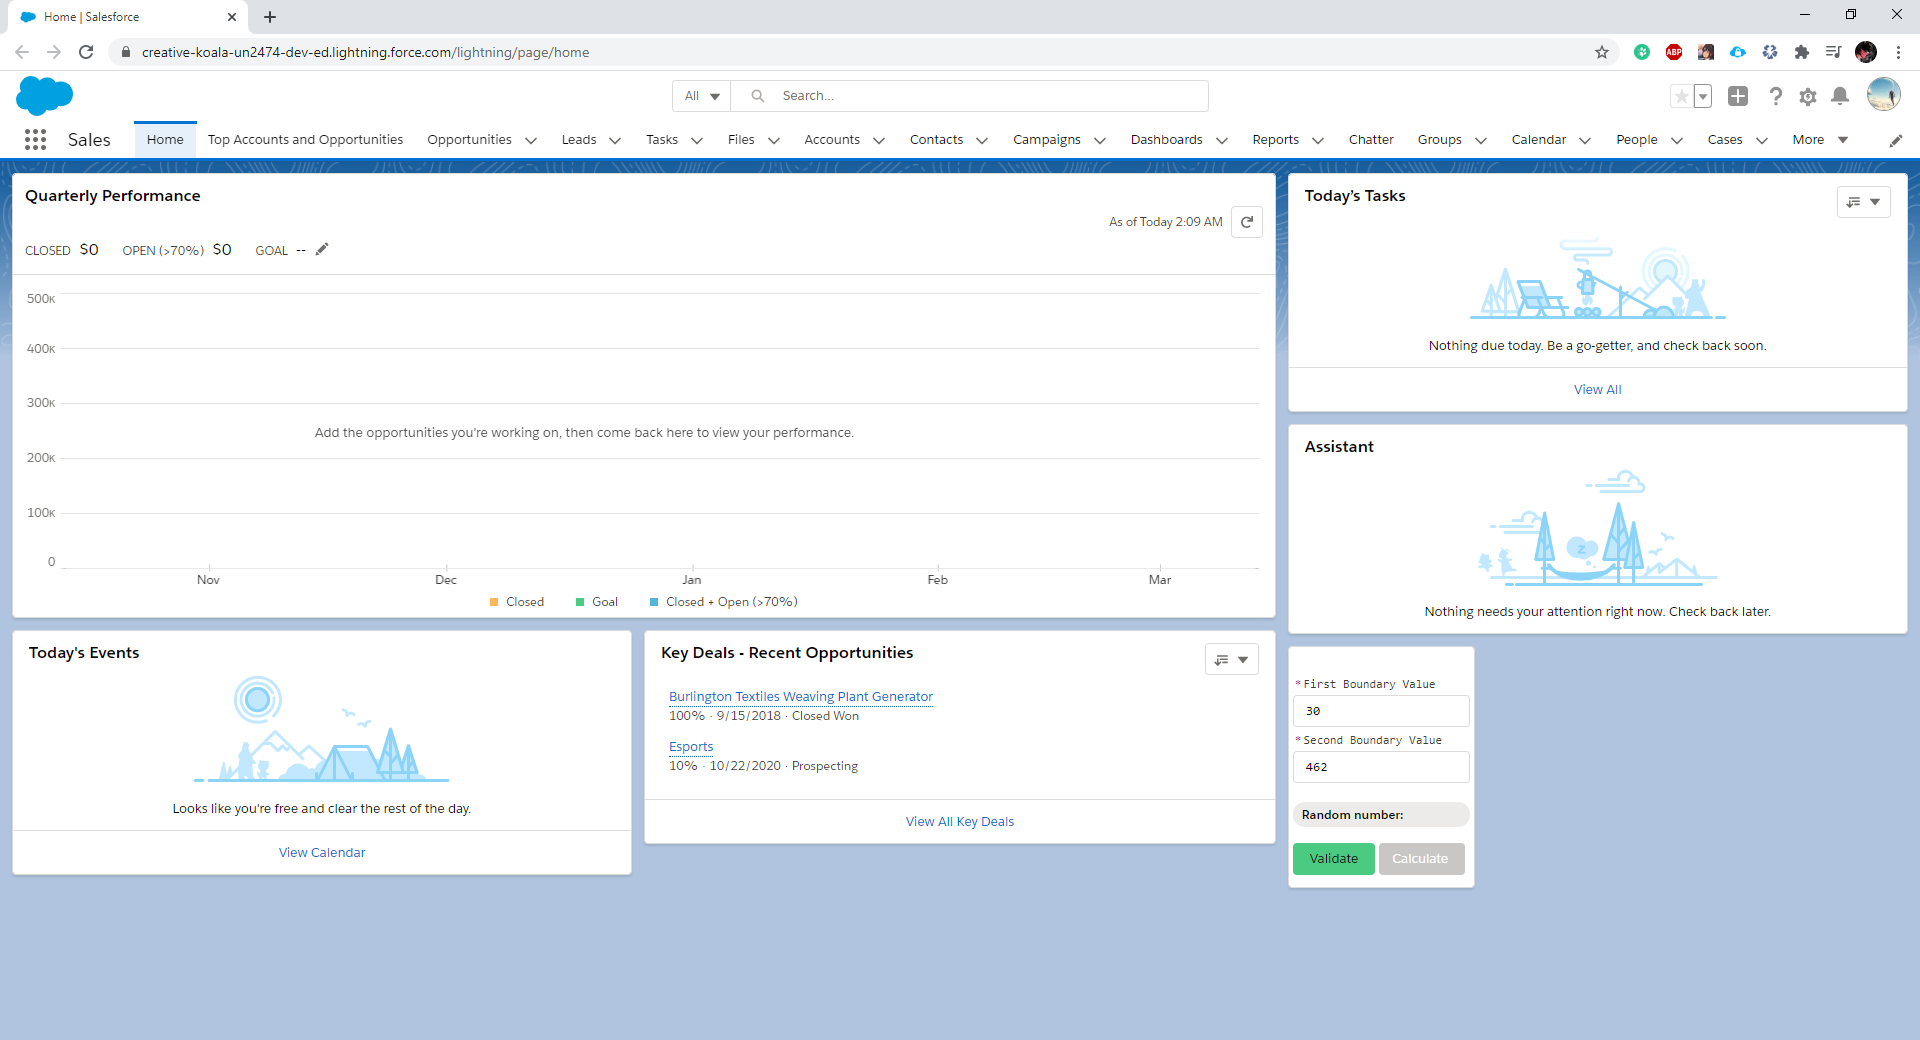 Home | Salesforce
creative-koala-un2474-dev-ed.lightning.force.com/lightning/page/home
ABP
All
Search...
Sales Home Top Accounts and Opportunities Opportunities Leads Tasks Files Accounts Contacts Campaigns Dashboards Reports Chatter Groups Calendar People Cases More
Quarterly Performance
As of Today 2:09 AM
CLOSED $0 OPEN (>70%) $0 GOAL --
500K
400K
300K
Add the opportunities you're working on, then come back here to view your performance.
200K
100K
0
Nov Dec Jan Feb Mar
Closed Goal Closed + Open (>70%)
Today's Events
Looks like you're free and clear the rest of the day.
View Calendar
Key Deals - Recent Opportunities
Burlington Textiles Weaving Plant Generator
100% · 9/15/2018 · Closed Won
Esports
10% · 10/22/2020 · Prospecting
View All Key Deals
Today’s Tasks
Nothing due today. Be a go-getter, and check back soon.
View All
Assistant
z
Nothing needs your attention right now. Check back later.
*First Boundary Value
30
*Second Boundary Value
462
Random number:
Validate Calculate